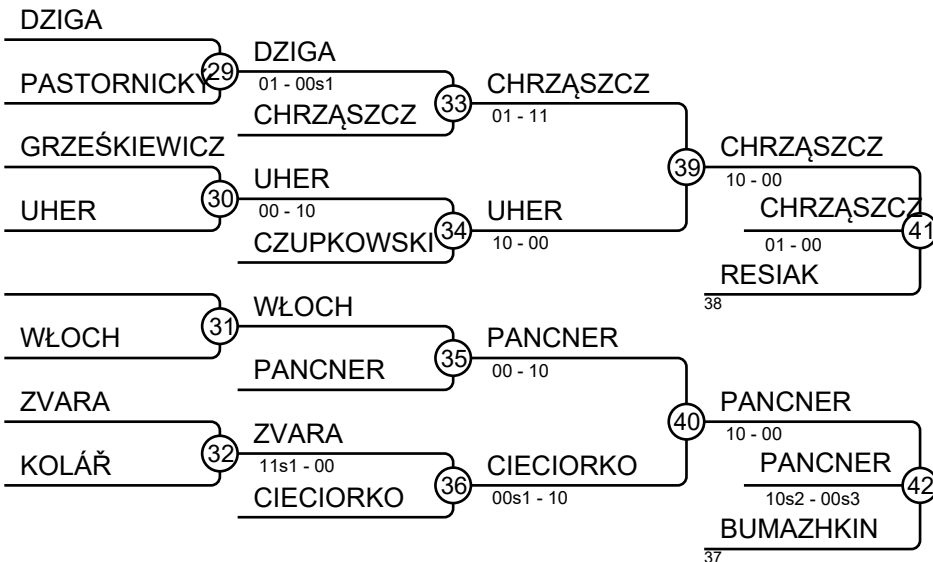 DZIGA
29
DZIGA
PASTORNICKY
01 - 00s1
33
CHRZĄSZCZ
CHRZĄSZCZ
01 - 11
GRZEŚKIEWICZ
39
CHRZĄSZCZ
30
UHER
10 - 00
UHER
00 - 10
34
UHER
CHRZĄSZCZ
41
CZUPKOWSKI
10 - 00
01 - 00
RESIAK
38
31
WŁOCH
WŁOCH
35
PANCNER
PANCNER
00 - 10
ZVARA
40
PANCNER
32
ZVARA
10 - 00
KOLÁŘ
11s1 - 00
36
CIECIORKO
PANCNER
42
CIECIORKO
00s1 - 10
10s2 - 00s3
BUMAZHKIN
37